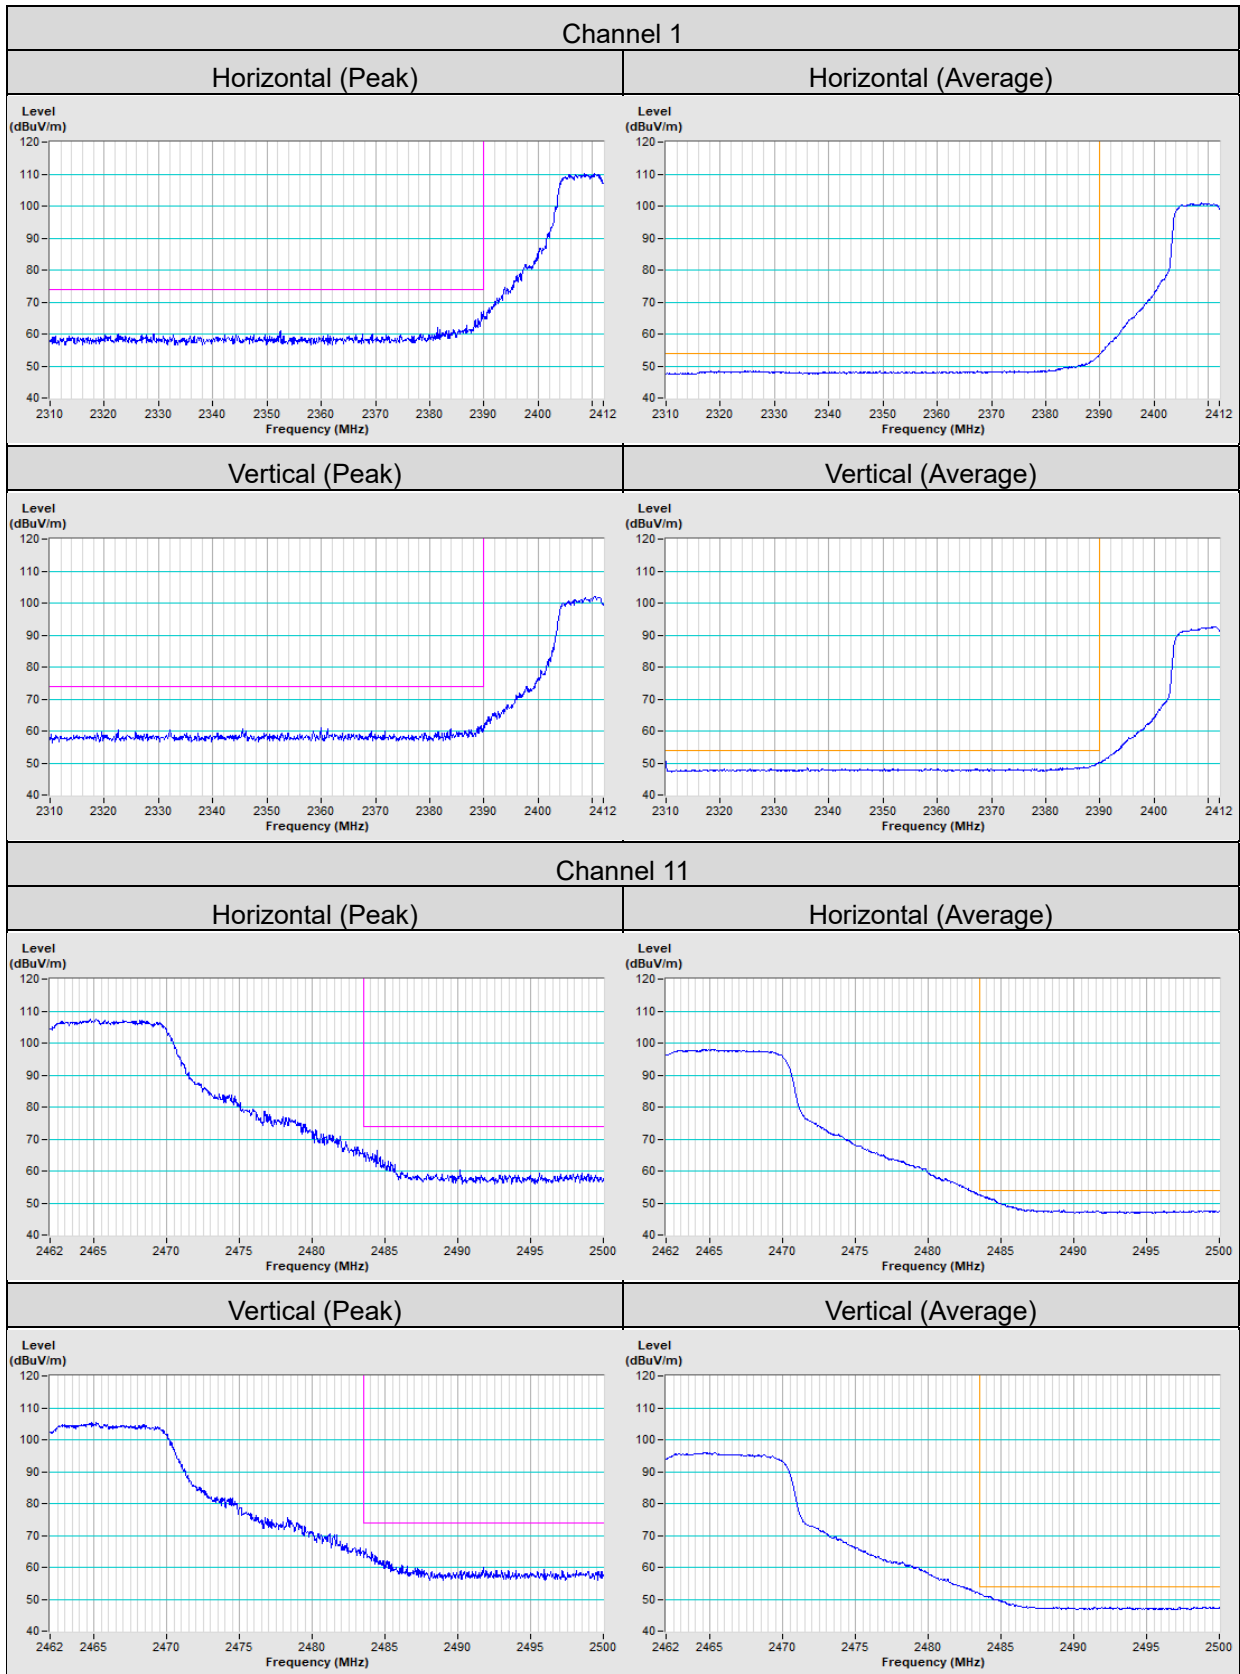 Channel 1
Horizontal (Peak)
Horizontal (Average)
Level
(dBuV/m)
120
110
100
90
80
70
60
50
40
2310 2320 2330 2340 2350 2360 2370 2380 2390 2400 2412
Frequency (MHz)
Level
(dBuV/m)
120
110
100
90
80
70
60
50
40
2310 2320 2330 2340 2350 2360 2370 2380 2390 2400 2412
Frequency (MHz)
Vertical (Peak)
Vertical (Average)
Level
(dBuV/m)
120
110
100
90
80
70
60
50
40
2310 2320 2330 2340 2350 2360 2370 2380 2390 2400 2412
Frequency (MHz)
Level
(dBuV/m)
120
110
100
90
80
70
60
50
40
2310 2320 2330 2340 2350 2360 2370 2380 2390 2400 2412
Frequency (MHz)
Channel 11
Horizontal (Peak)
Horizontal (Average)
Level
(dBuV/m)
120
110
100
90
80
70
60
50
40
2462 2465 2470 2475 2480 2485 2490 2495 2500
Frequency (MHz)
Level
(dBuV/m)
120
110
100
90
80
70
60
50
40
2462 2465 2470 2475 2480 2485 2490 2495 2500
Frequency (MHz)
Vertical (Peak)
Vertical (Average)
Level
(dBuV/m)
120
110
100
90
80
70
60
50
40
2462 2465 2470 2475 2480 2485 2490 2495 2500
Frequency (MHz)
Level
(dBuV/m)
120
110
100
90
80
70
60
50
40
2462 2465 2470 2475 2480 2485 2490 2495 2500
Frequency (MHz)